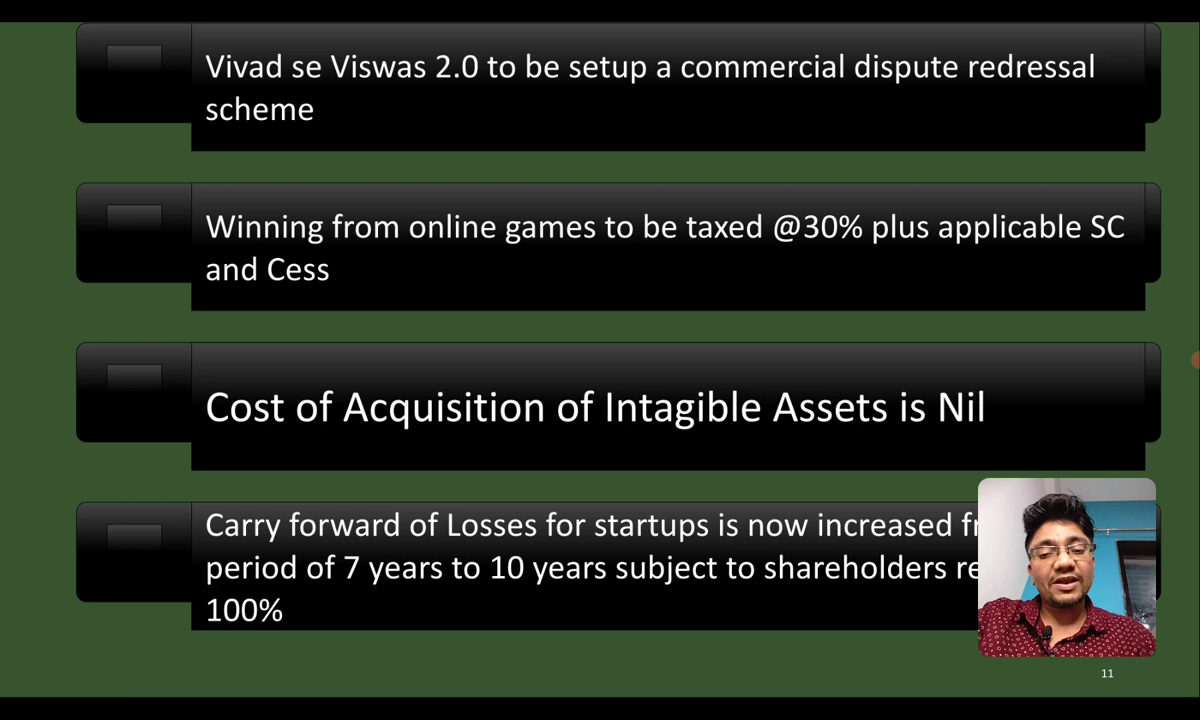 Vivad se Viswas 2.0 to be setup a commercial dispute redressal
scheme
Winning from online games to be taxed @30% plus applicable SC
and Cess
Cost of Acquisition of Intagible Assets is Nil
Carry forward of Losses for startups is now increased
period of 7 years to 10 years subject to shareholders
100%
11